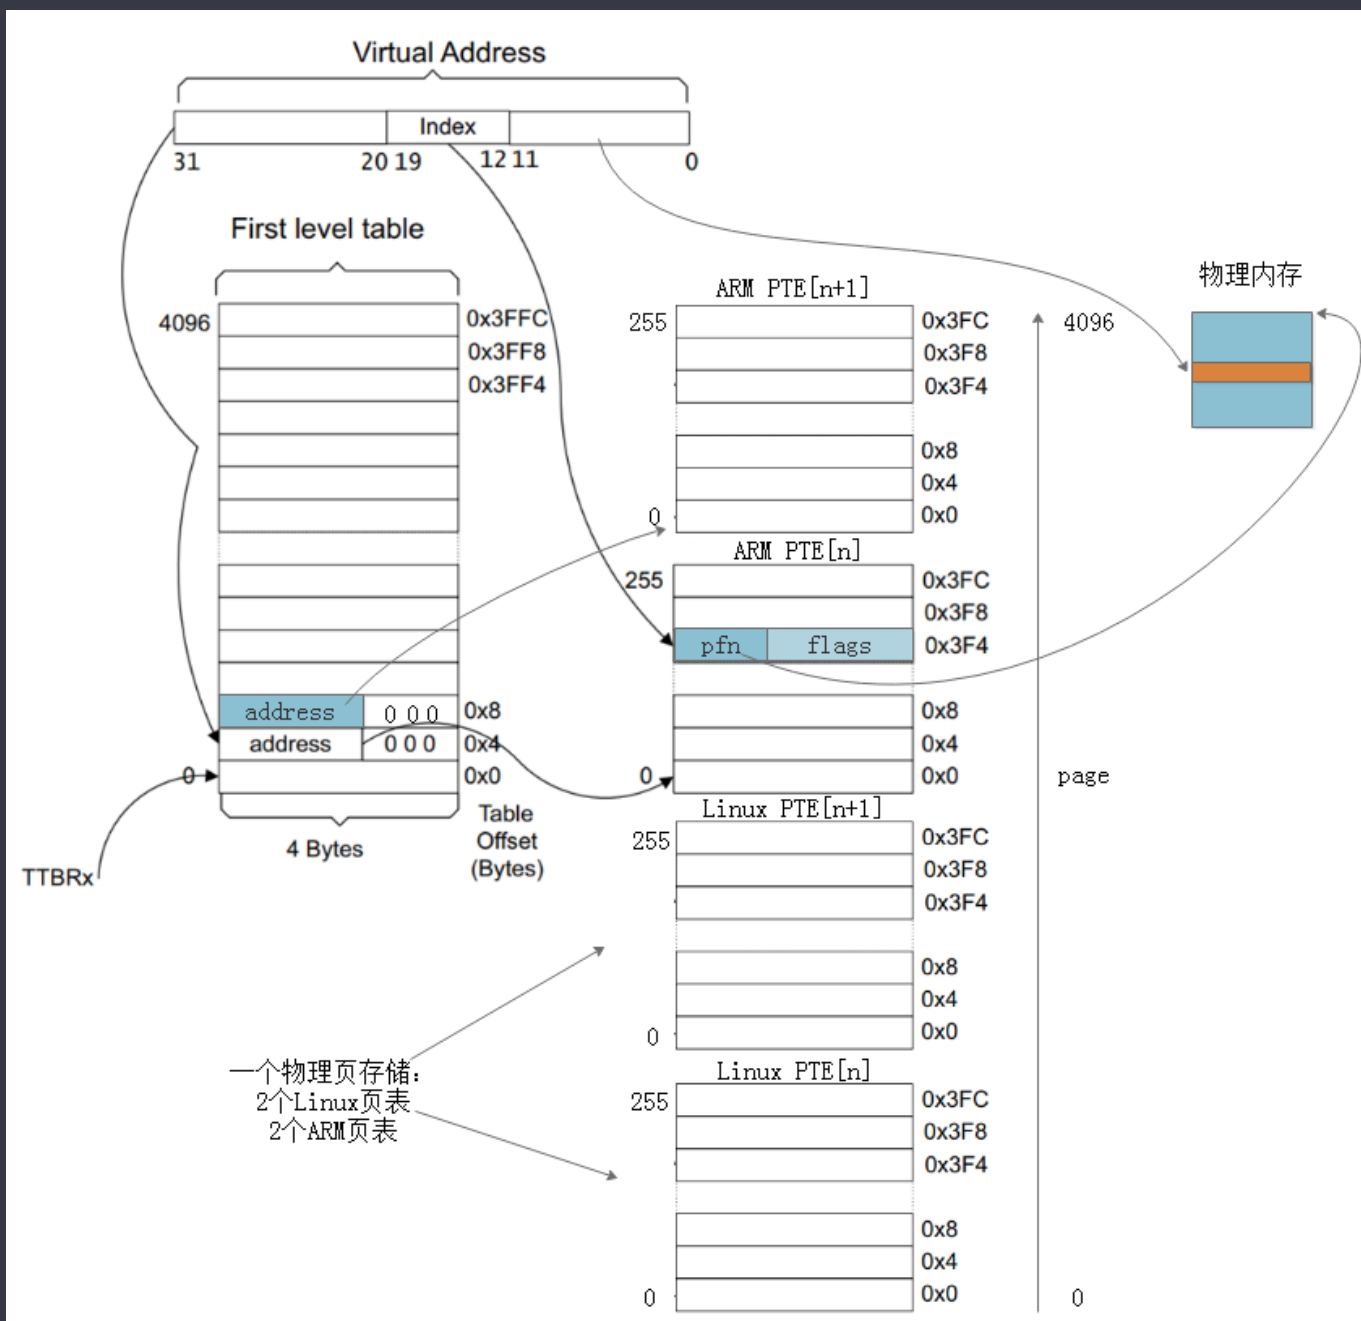 Virtual Address
Index
31 20 19 12 11 0
First level table
物理内存
ARM PTE[n+1]
4096 0x3FFC 255 0x3FC 4096
0x3FF8 0x3F8
0x3FF4 0x3F4
0x8
0x4
0 0x0
ARM PTE[n]
255 0x3FC
0x3F8
pfn flags 0x3F4
address 0 0 0 0x8 0x8
address 0 0 0 0x4 0x4
0 0x0 0 0x0 page
Linux PTE[n+1]
Table
Offset
(Bytes)
4 Bytes
TTBRx
255 0x3FC
0x3F8
0x3F4
0x8
0x4
0 0x0
一个物理页存储:
2个Linux页表
2个ARM页表
Linux PTE[n]
255 0x3FC
0x3F8
0x3F4
0x8
0x4
0 0x0 0